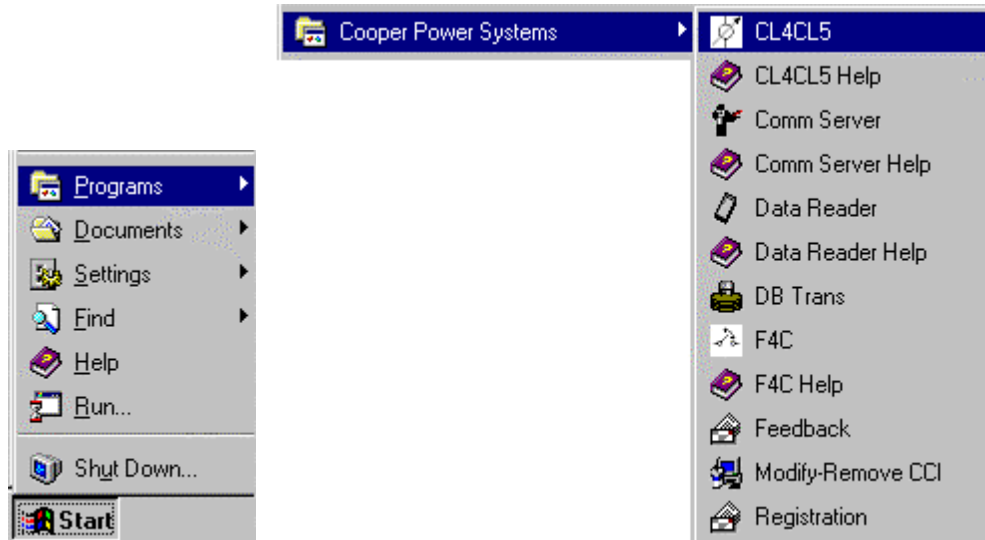 Cooper Power Systems
CL4CL5
CL4CL5 Help
Comm Server
Comm Server Help
Data Reader
Data Reader Help
DB Trans
F4C
F4C Help
Feedback
Modify-Remove CCI
Registration
Programs
Documents
Settings
Find
Help
Run...
Shut Down...
Start